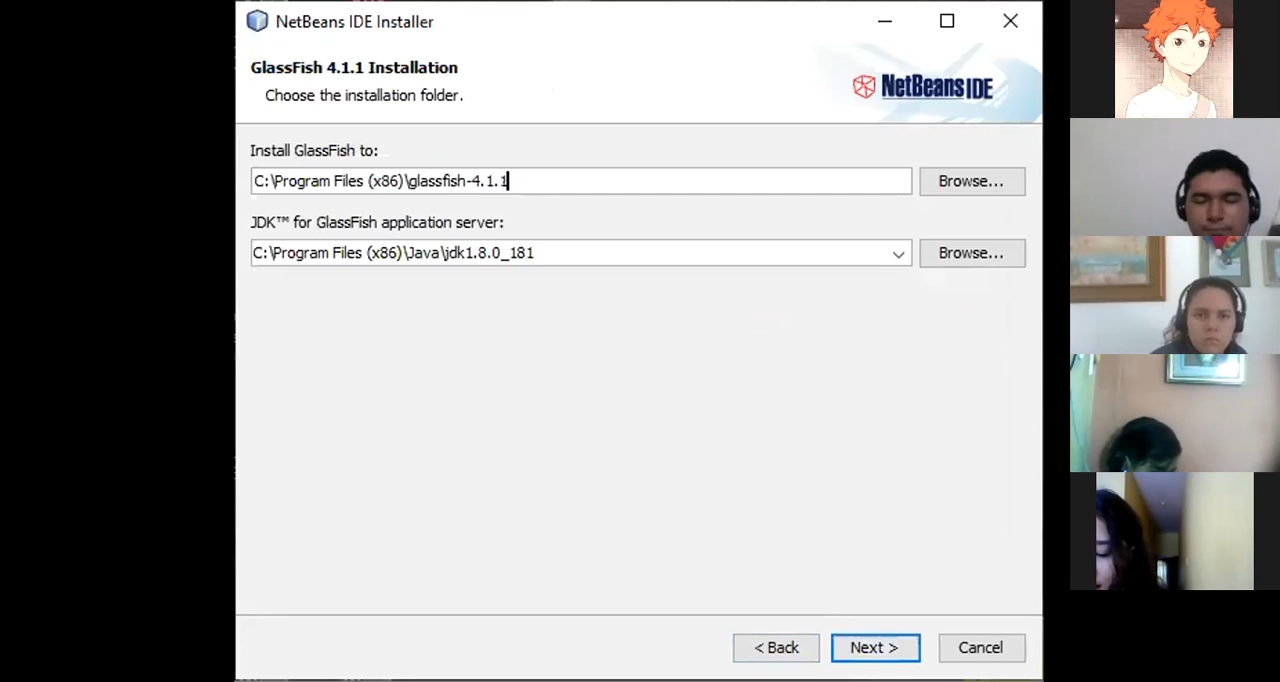 NetBeans IDE Installer
GlassFish 4.1.1 Installation
Choose the installation folder.
NetBeans IDE
Install GlassFish to:
C:\Program Files (x86)\glassfish-4.1.1
Browse...
JDK™ for GlassFish application server:
C:\Program Files (x86)\Java\jdk1.8.0_181
Browse...
< Back
Next >
Cancel